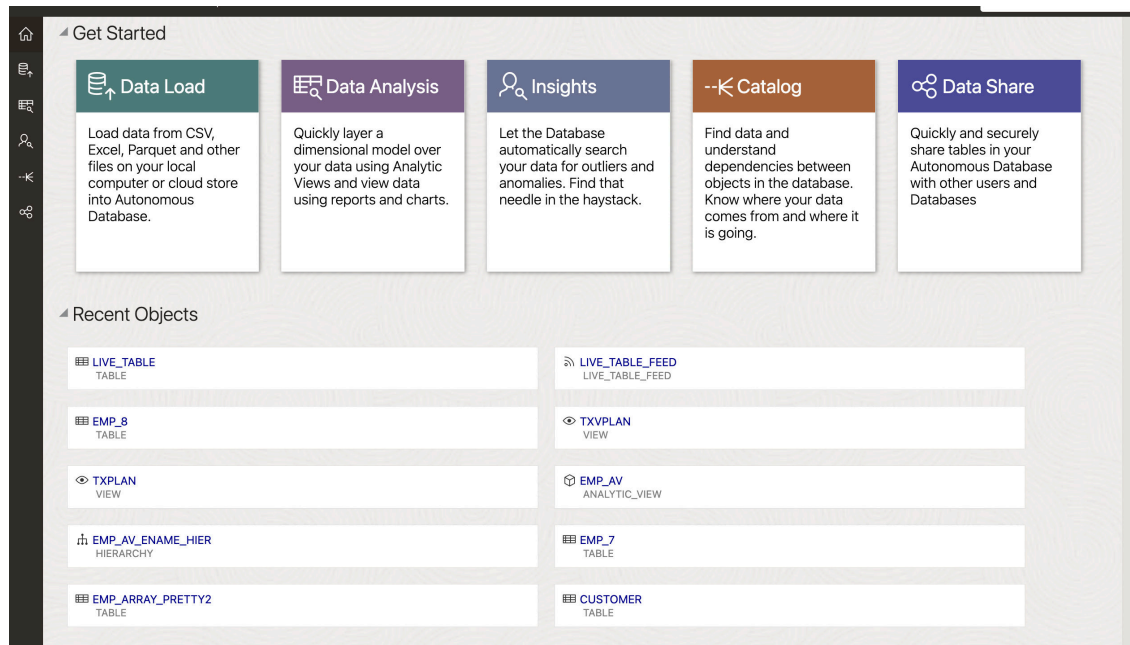 Get Started
Data Load
Load data from CSV,
Excel, Parquet and other
files on your local
computer or cloud store
into Autonomous
Database.
Data Analysis
Quickly layer a
dimensional model over
your data using Analytic
Views and view data
using reports and charts.
Insights
Let the Database
automatically search
your data for outliers and
anomalies. Find that
needle in the haystack.
Catalog
Find data and
understand
dependencies between
objects in the database.
Know where your data
comes from and where it
is going.
Data Share
Quickly and securely
share tables in your
Autonomous Database
with other users and
Databases
Recent Objects
LIVE_TABLE
TABLE
LIVE_TABLE_FEED
LIVE_TABLE_FEED
EMP_8
TABLE
TXVPLAN
VIEW
TXPLAN
VIEW
EMP_AV
ANALYTIC_VIEW
EMP_AV_ENAME_HIER
HIERARCHY
EMP_7
TABLE
EMP_ARRAY_PRETTY2
TABLE
CUSTOMER
TABLE